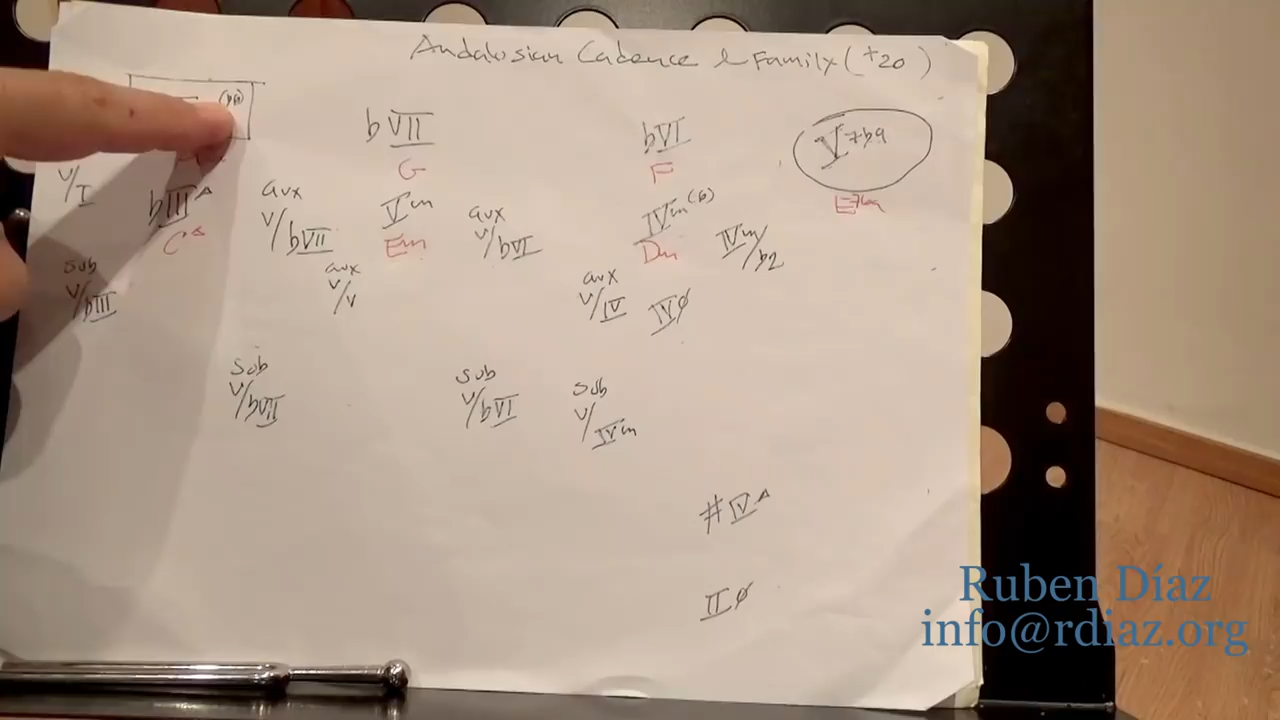 Andalusian Cadence & Family (+20)
bVII
bVI
V7b9
G
F
E7b9
V/I
bIII△
aux
V/bVII
Vm
aux
V/bVI
IVm(6)
IVm/b2
C△
Em
Dm
sub
V/bIII
aux
V/V
aux
V/IV
IVø
sub
V/bVII
sub
V/bVI
sub
V/IVm
#IV△
IIø
Ruben Díaz
info@rdiaz.org